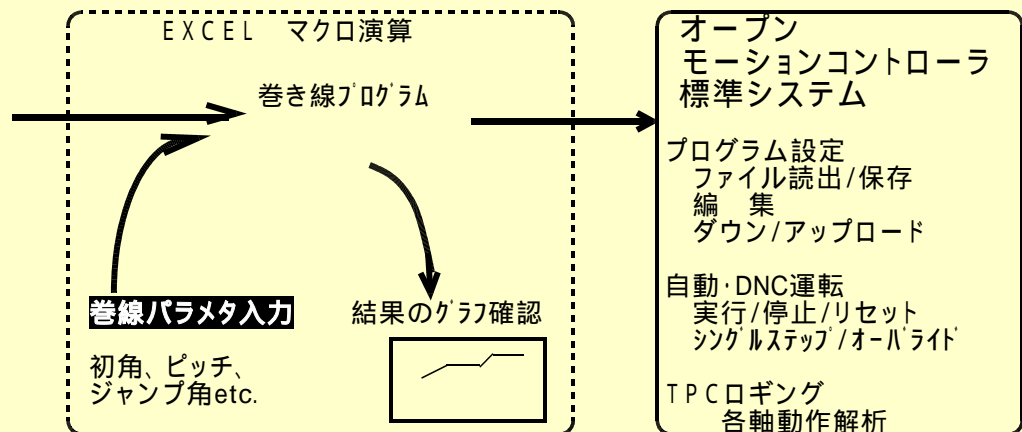 EXCEL マクロ演算
巻き線ﾌﾟﾛｸﾞﾗﾑ
巻線パラメタ入力
初角、ピッチ、
ジャンプ角etc.
結果のｸﾞﾗﾌ確認
オープン
モーションコントローラ
標準システム
プログラム設定
ファイル読出/保存
編　集
ダウン/アップロード
自動・DNC運転
実行/停止/リセット
ｼﾝｸﾞﾙｽﾃｯﾌﾟ/ｵｰﾊﾞﾗｲﾄﾞ
TPCロギング
各軸動作解析